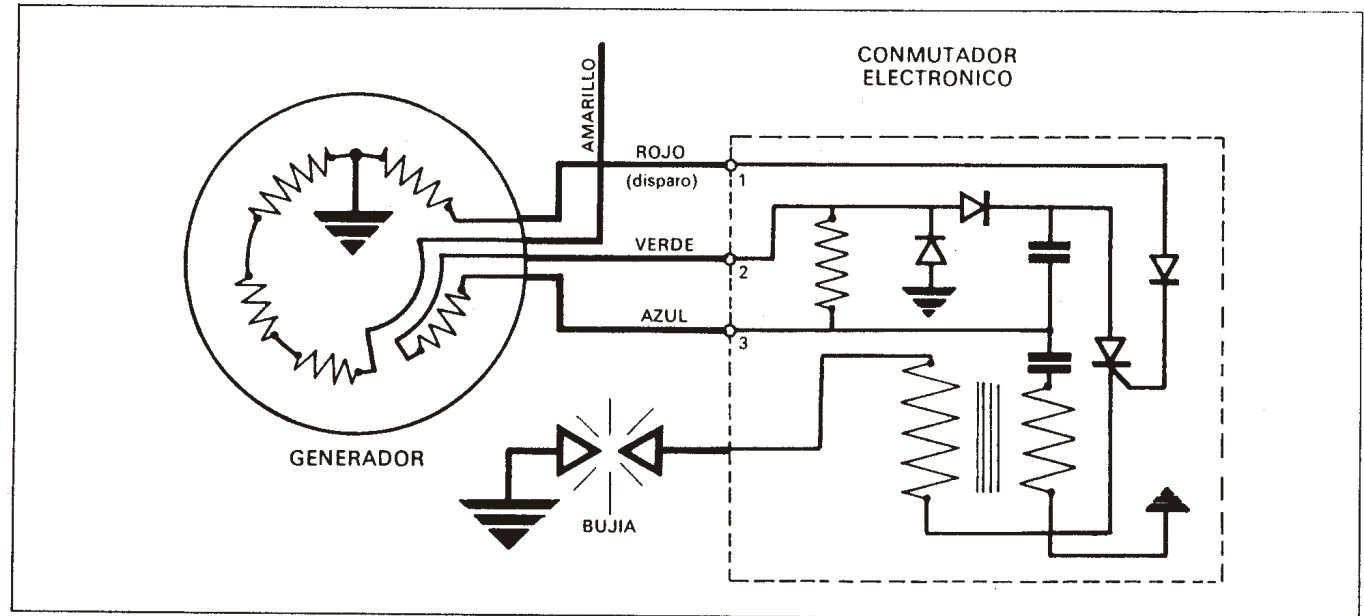 CONMUTADOR
ELECTRONICO
AMARILLO
ROJO
(disparo)
1
VERDE
2
AZUL
3
GENERADOR
BUJIA